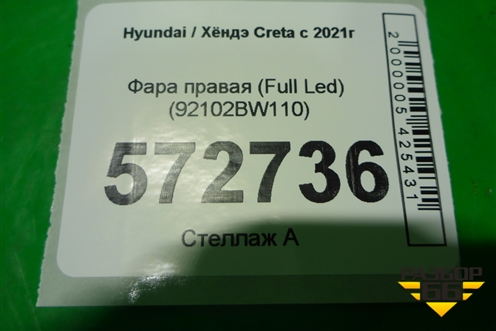 Hyundai / Хёндэ Creta с 2021г
Фара правая (Full Led)
(92102BW110)
572736
Стеллаж А
2000005425431
РАЗБОР
66